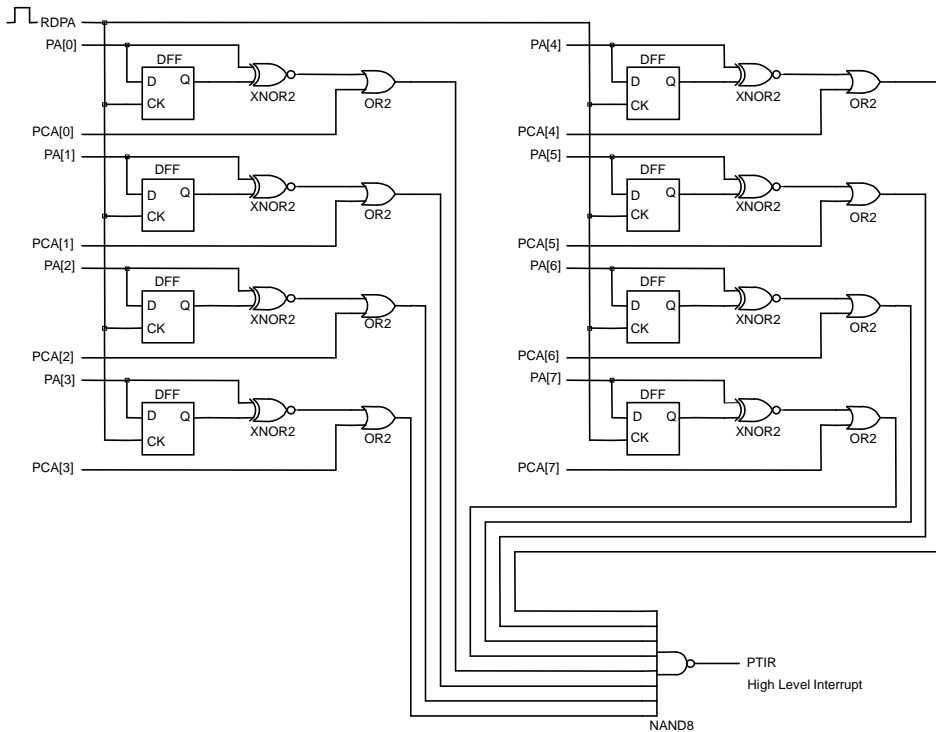 RDPA
PA[0]
DFF
D
Q
CK
XNOR2
OR2
PCA[0]
PA[1]
DFF
D
Q
CK
XNOR2
OR2
PCA[1]
PA[2]
DFF
D
Q
CK
XNOR2
OR2
PCA[2]
PA[3]
DFF
D
Q
CK
XNOR2
OR2
PCA[3]
PA[4]
DFF
D
Q
CK
XNOR2
OR2
PCA[4]
PA[5]
DFF
D
Q
CK
XNOR2
OR2
PCA[5]
PA[6]
DFF
D
Q
CK
XNOR2
OR2
PCA[6]
PA[7]
DFF
D
Q
CK
XNOR2
OR2
PCA[7]
PTIR
High Level Interrupt
NAND8